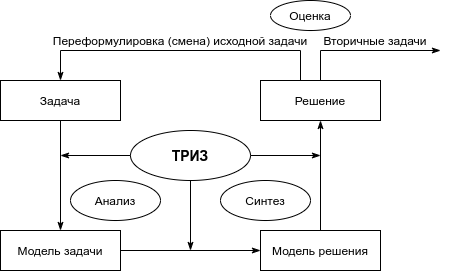 Оценка
Переформулировка (смена) исходной задачи
Вторичные задачи
Задача
Решение
ТРИЗ
Анализ
Синтез
Модель задачи
Модель решения